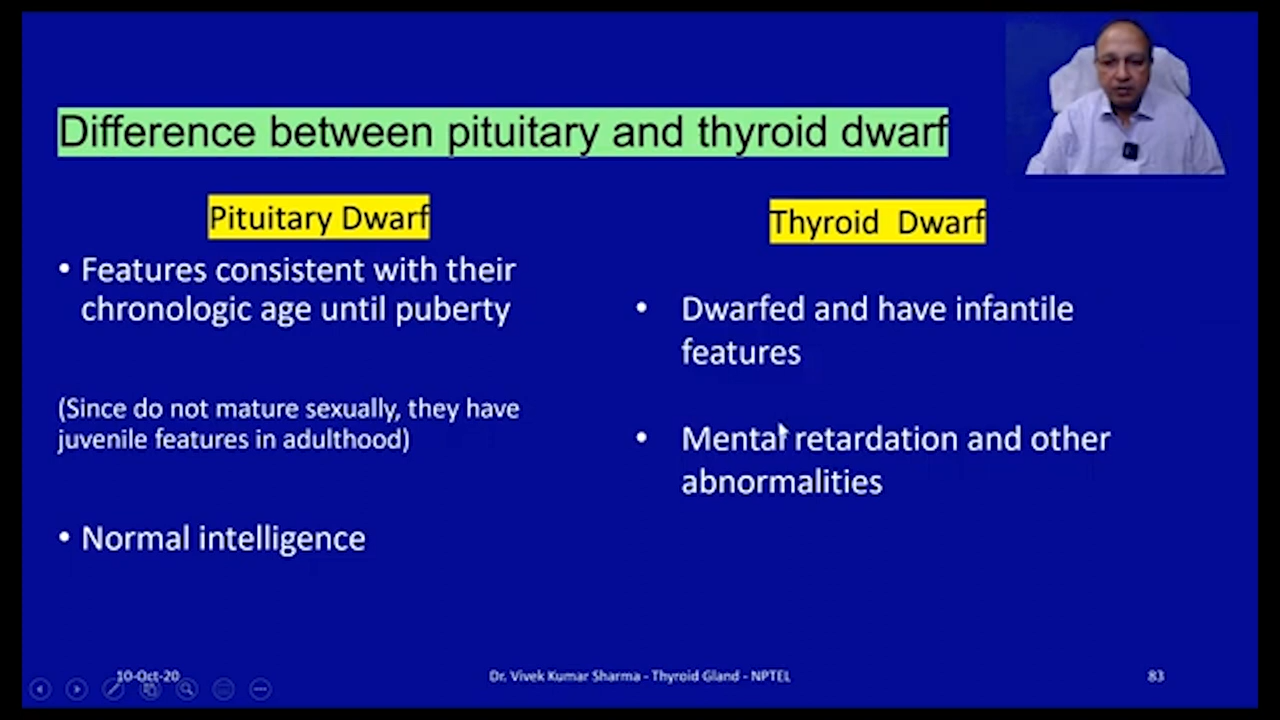 Difference between pituitary and thyroid dwarf
Pituitary Dwarf
• Features consistent with their
chronologic age until puberty
(Since do not mature sexually, they have
juvenile features in adulthood)
• Normal intelligence
Thyroid Dwarf
• Dwarfed and have infantile
features
• Mental retardation and other
abnormalities
10-Oct-20
Dr. Vivek Kumar Sharma - Thyroid Gland - NPTEL
83